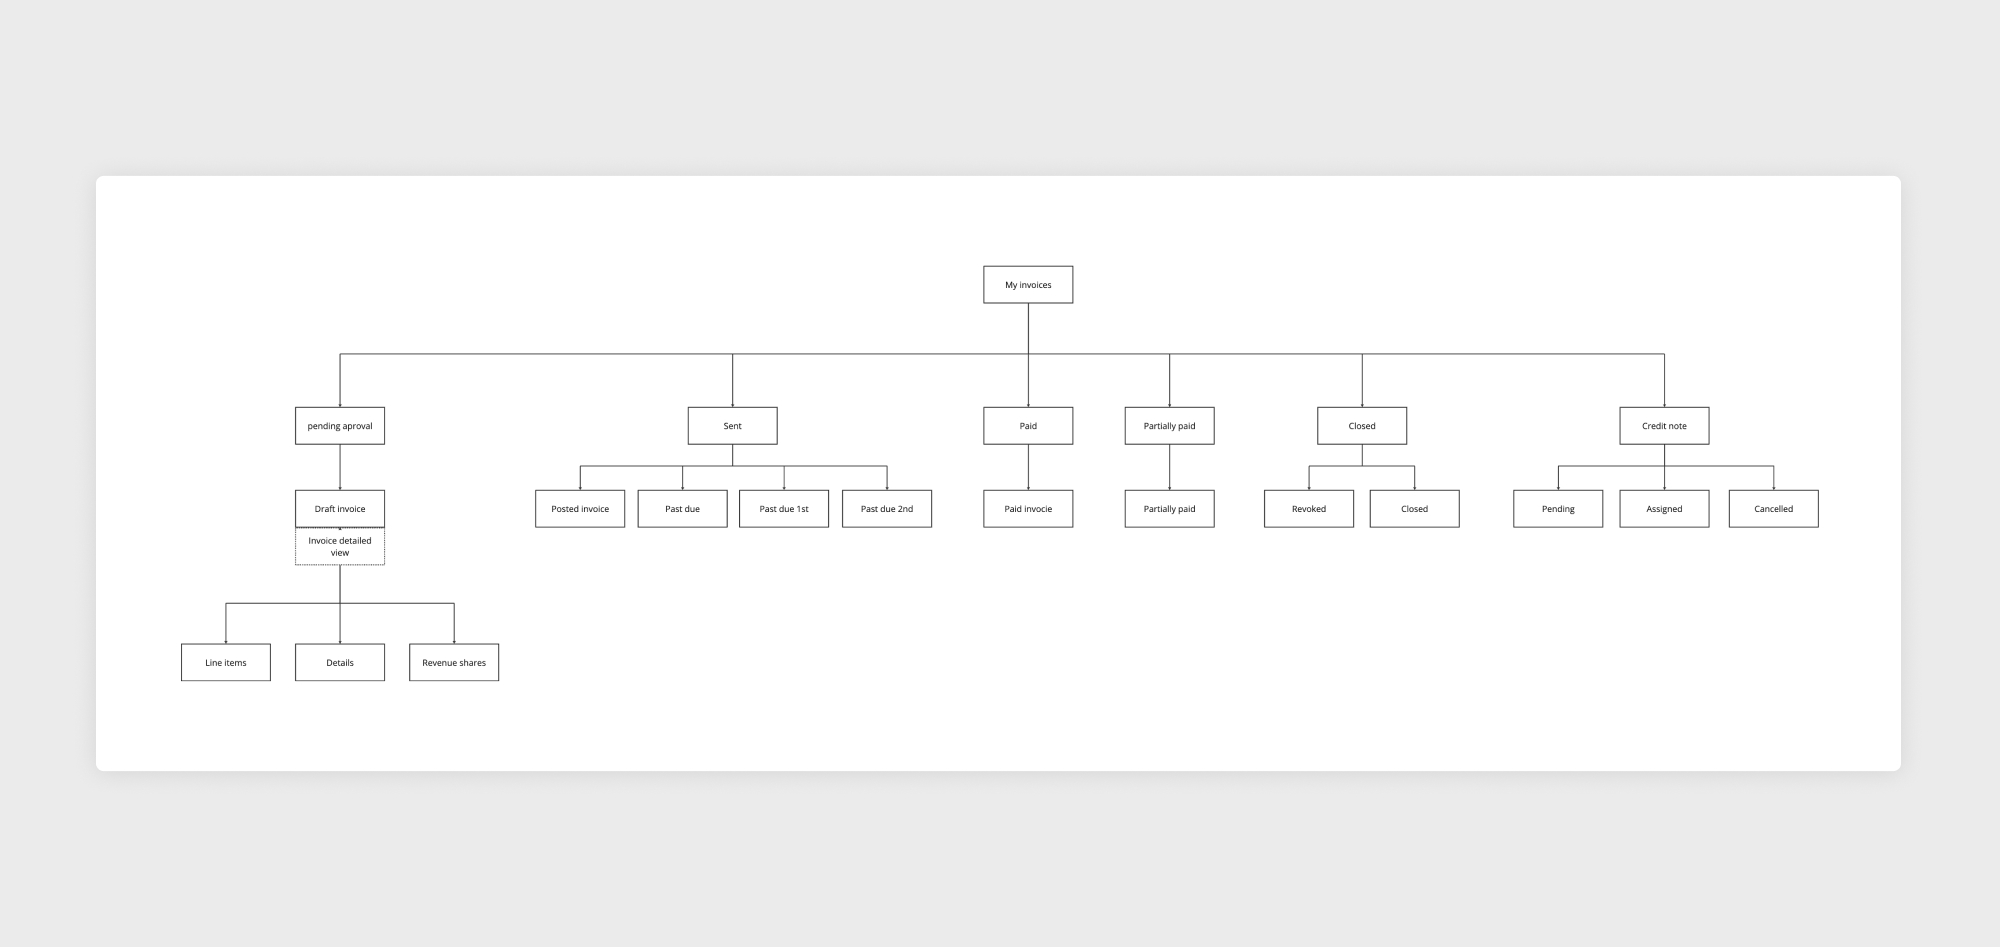 My invoices
pending aproval
Sent
Paid
Partially paid
Closed
Credit note
Draft invoice
Posted invoice
Past due
Past due 1st
Past due 2nd
Paid invocie
Partially paid
Revoked
Closed
Pending
Assigned
Cancelled
Invoice detailed
view
Line items
Details
Revenue shares